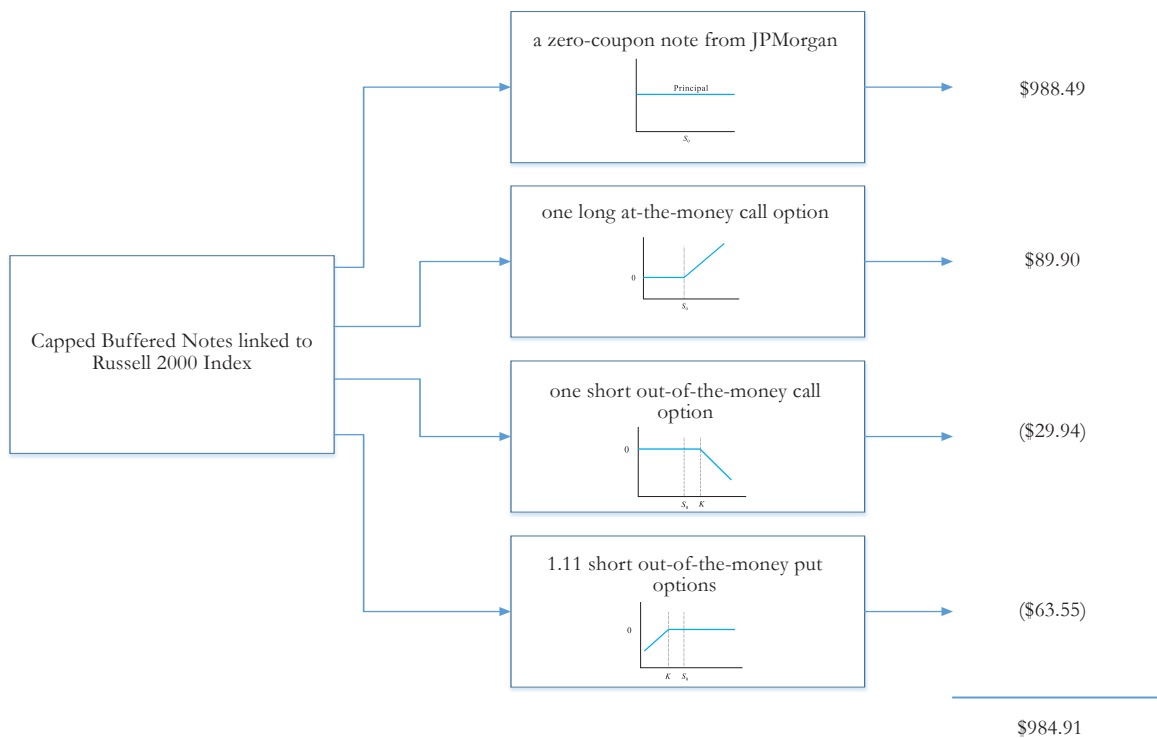 a zero-coupon note from JPMorgan
Principal
S₀
$988.49
one long at-the-money call option
0
S₀
$89.90
Capped Buffered Notes linked to
Russell 2000 Index
one short out-of-the-money call
option
0
S₀ K
($29.94)
1.11 short out-of-the-money put
options
0
K S₀
($63.55)
$984.91